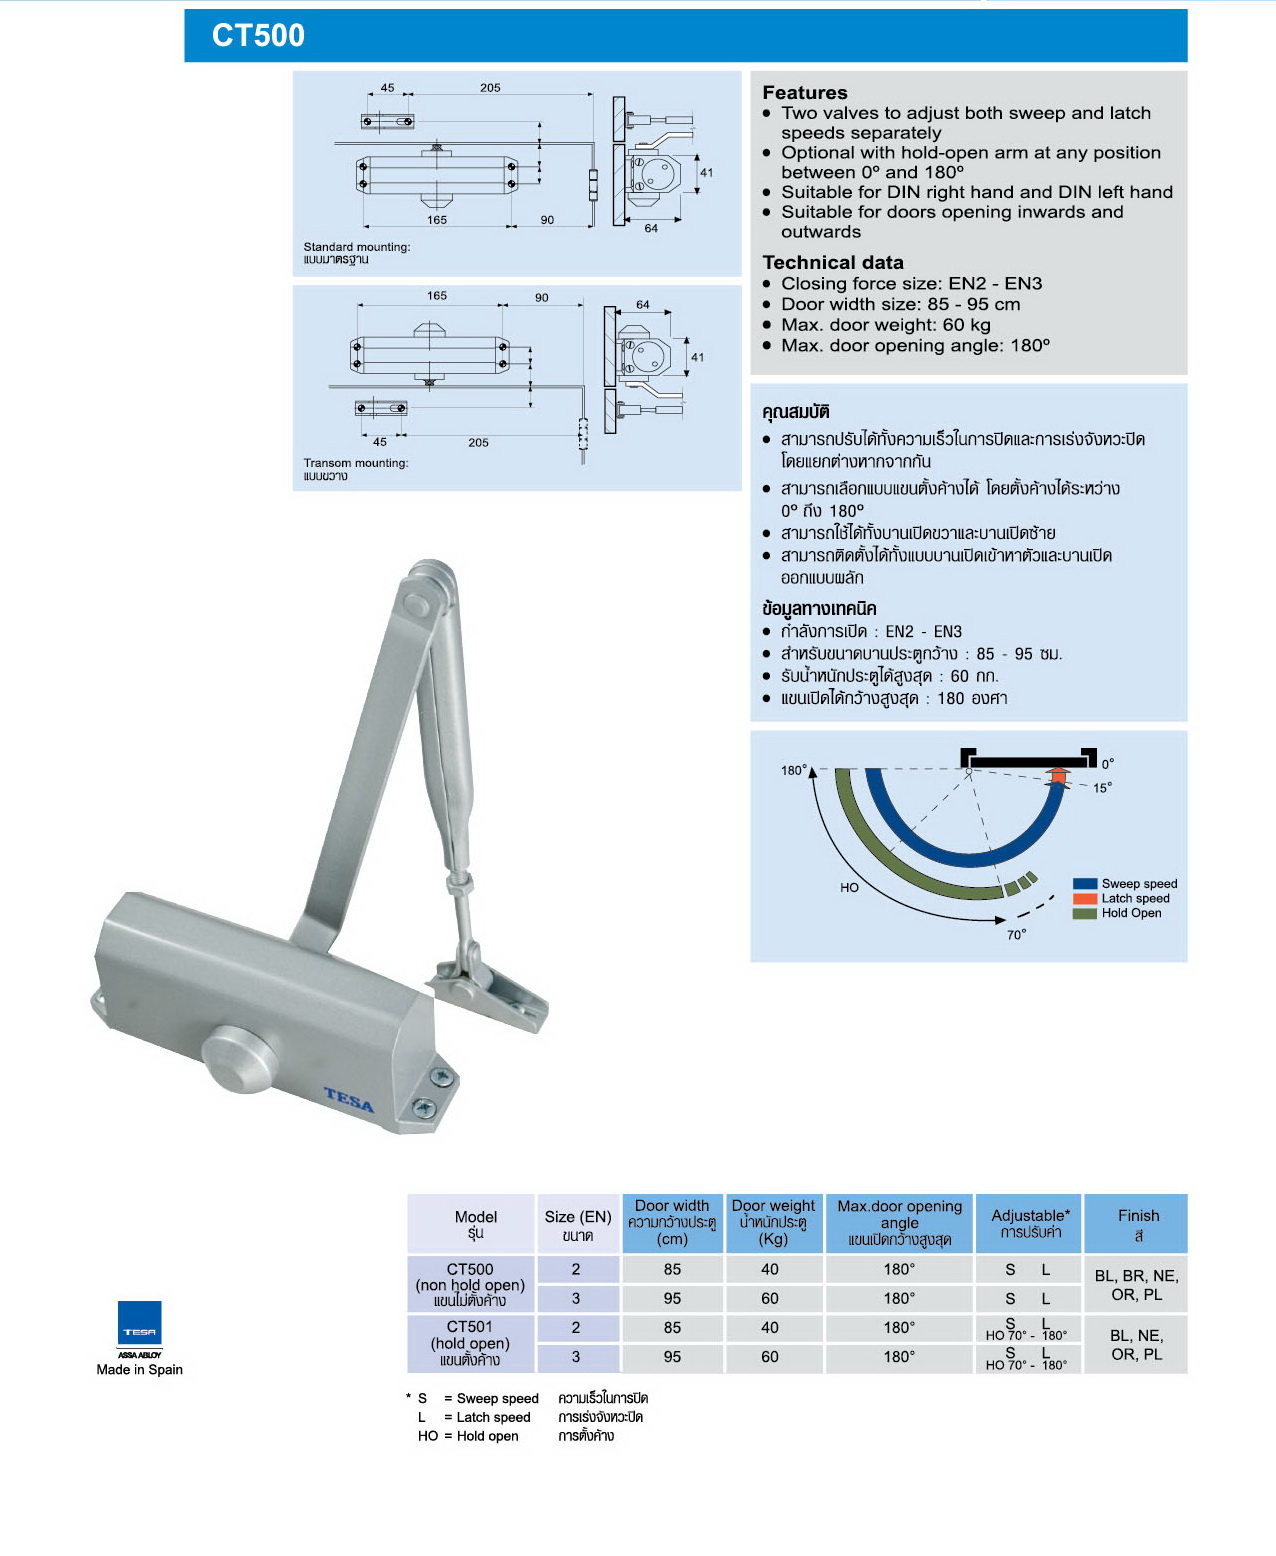 CT500
45
205
41
165
90
64
Standard mounting:
แบบมาตรฐาน
165
90
64
41
45
205
Transom mounting:
แบบขวาง
Features
● Two valves to adjust both sweep and latch
speeds separately
● Optional with hold-open arm at any position
between 0º and 180º
● Suitable for DIN right hand and DIN left hand
● Suitable for doors opening inwards and
outwards
Technical data
● Closing force size: EN2 - EN3
● Door width size: 85 - 95 cm
● Max. door weight: 60 kg
● Max. door opening angle: 180º
คุณสมบัติ
● สามารถปรับได้ทั้งความเร็วในการปิดและการเร่งจังหวะปิด
โดยแยกต่างหากจากกัน
● สามารถเลือกแบบแขนตั้งค้างได้ โดยตั้งค้างได้ระหว่าง
0º ถึง 180º
● สามารถใช้ได้ทั้งบานเปิดขวาและบานเปิดซ้าย
● สามารถติดตั้งได้ทั้งแบบบานเปิดเข้าหาตัวและบานเปิด
ออกแบบผลัก
ข้อมูลทางเทคนิค
● กำลังการเปิด : EN2 - EN3
● สำหรับขนาดบานประตูกว้าง : 85 - 95 ซม.
● รับน้ำหนักประตูได้สูงสุด : 60 กก.
● แขนเปิดได้กว้างสูงสุด : 180 องศา
180°
0°
15°
HO
70°
Sweep speed
Latch speed
Hold Open
TESA
Model
รุ่น
Size (EN)
ขนาด
Door width
ความกว้างประตู
(cm)
Door weight
น้ำหนักประตู
(Kg)
Max.door opening
angle
แขนเปิดกว้างสูงสุด
Adjustable*
การปรับค่า
Finish
สี
CT500
(non hold open)
แขนไม่ตั้งค้าง
2 85 40 180° S L
3 95 60 180° S L
BL, BR, NE,
OR, PL
CT501
(hold open)
แขนตั้งค้าง
2 85 40 180° S L
HO 70° - 180°
3 95 60 180° S L
HO 70° - 180°
BL, NE,
OR, PL
TESA
ASSA ABLOY
Made in Spain
* S = Sweep speed ความเร็วในการปิด
L = Latch speed การเร่งจังหวะปิด
HO = Hold open การตั้งค้าง